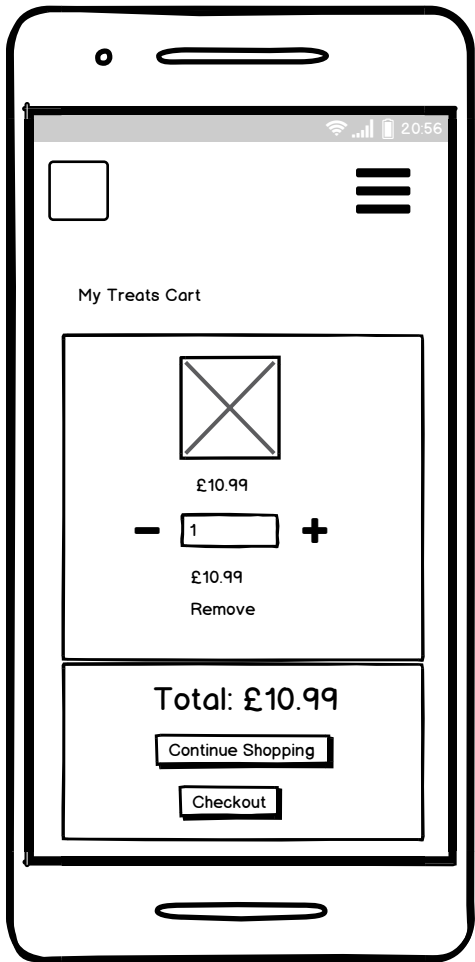 20:56
My Treats Cart
£10.99
1
£10.99
Remove
Total: £10.99
Continue Shopping
Checkout